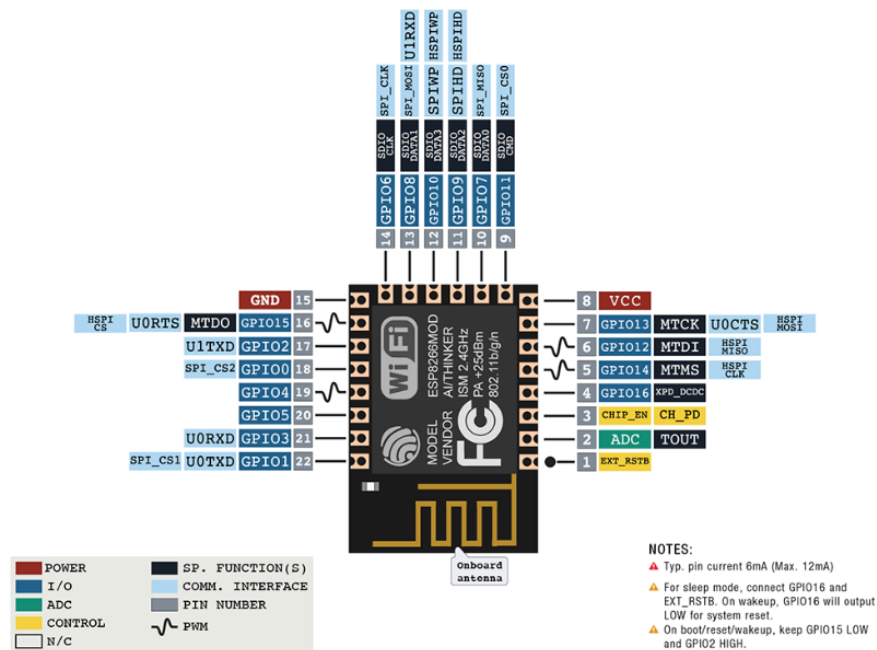 U1RXD
HSPIWP
HSPIHD
SPI_CLK
SPI_MOSI
SPIWP
SPIHD
SPI_MISO
SPI_CS0
SDIO CLK
SDIO DATA1
SDIO DATA3
SDIO DATA2
SDIO DATA0
SDIO CMD
GPIO6
GPIO8
GPIO10
GPIO9
GPIO7
GPIO11
14
13
12
11
10
9
GND 15
HSPI CS U0RTS MTDO GPIO15 16
U1TXD GPIO2 17
SPI_CS2 GPIO0 18
GPIO4 19
GPIO5 20
U0RXD GPIO3 21
SPI_CS1 U0TXD GPIO1 22
WiFi
MODEL ESP8266MOD
VENDOR AI/THINKER
ISM 2.4GHz
PA +25dBm
802.11b/g/n
FC
8 VCC
7 GPIO13 MTCK U0CTS HSPI MOSI
6 GPIO12 MTDI HSPI MISO
5 GPIO14 MTMS HSPI CLK
4 GPIO16 XPD_DCDC
3 CHIP_EN CH_PD
2 ADC TOUT
1 EXT_RSTB
Onboard
antenna
POWER
I/O
ADC
CONTROL
N/C
SP. FUNCTION(S)
COMM. INTERFACE
PIN NUMBER
PWM
NOTES:
Typ. pin current 6mA (Max. 12mA)
For sleep mode, connect GPIO16 and
EXT_RSTB. On wakeup, GPIO16 will output
LOW for system reset.
On boot/reset/wakeup, keep GPIO15 LOW
and GPIO2 HIGH.